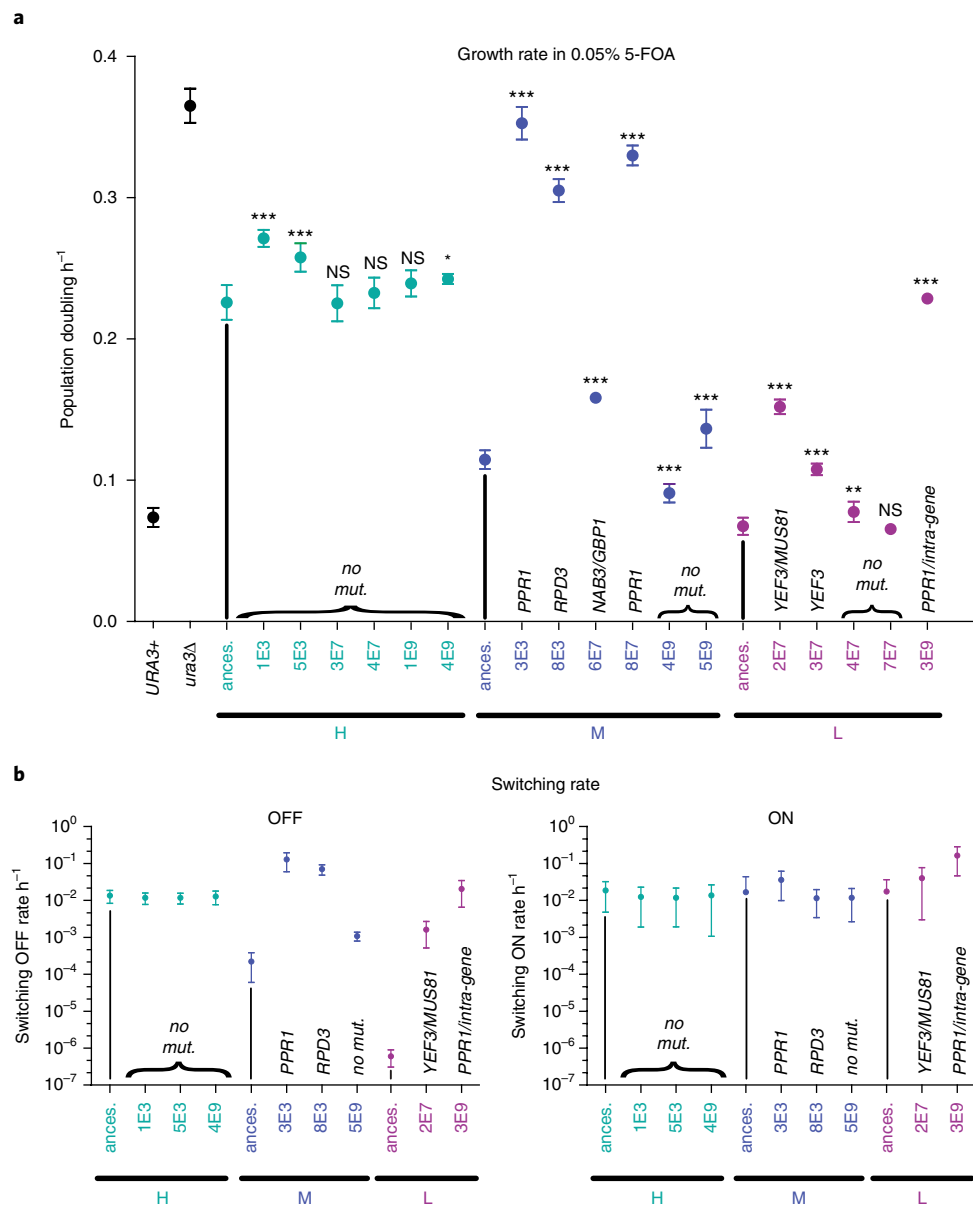 a
Growth rate in 0.05% 5-FOA
Population doubling h⁻¹
0.4
0.3
0.2
0.1
0.0
*** *** NS NS NS *
*** *** *** *** *** ***
*** *** ** NS ***
no
mut.
PPR1
RPD3
NAB3/GBP1
PPR1
no
mut.
YEF3/MUS81
YEF3
no
mut.
PPR1/intra-gene
URA3+
ura3Δ
ances.
1E3
5E3
3E7
4E7
1E9
4E9
ances.
3E3
8E3
6E7
8E7
4E9
5E9
ances.
2E7
3E7
4E7
7E7
3E9
H M L
b
Switching rate
OFF
Switching OFF rate h⁻¹
10⁰
10⁻¹
10⁻²
10⁻³
10⁻⁴
10⁻⁵
10⁻⁶
10⁻⁷
no
mut.
PPR1
RPD3
no mut.
YEF3/MUS81
PPR1/intra-gene
ances.
1E3
5E3
4E9
ances.
3E3
8E3
5E9
ances.
2E7
3E9
H M L
ON
Switching ON rate h⁻¹
10⁰
10⁻¹
10⁻²
10⁻³
10⁻⁴
10⁻⁵
10⁻⁶
10⁻⁷
no
mut.
PPR1
RPD3
no mut.
YEF3/MUS81
PPR1/intra-gene
ances.
1E3
5E3
4E9
ances.
3E3
8E3
5E9
ances.
2E7
3E9
H M L